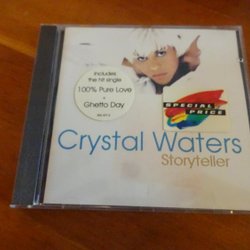 includes
the hit single
100% Pure Love
+
Ghetto Day
SPECIAL
PRICE
Crystal Waters
Storyteller